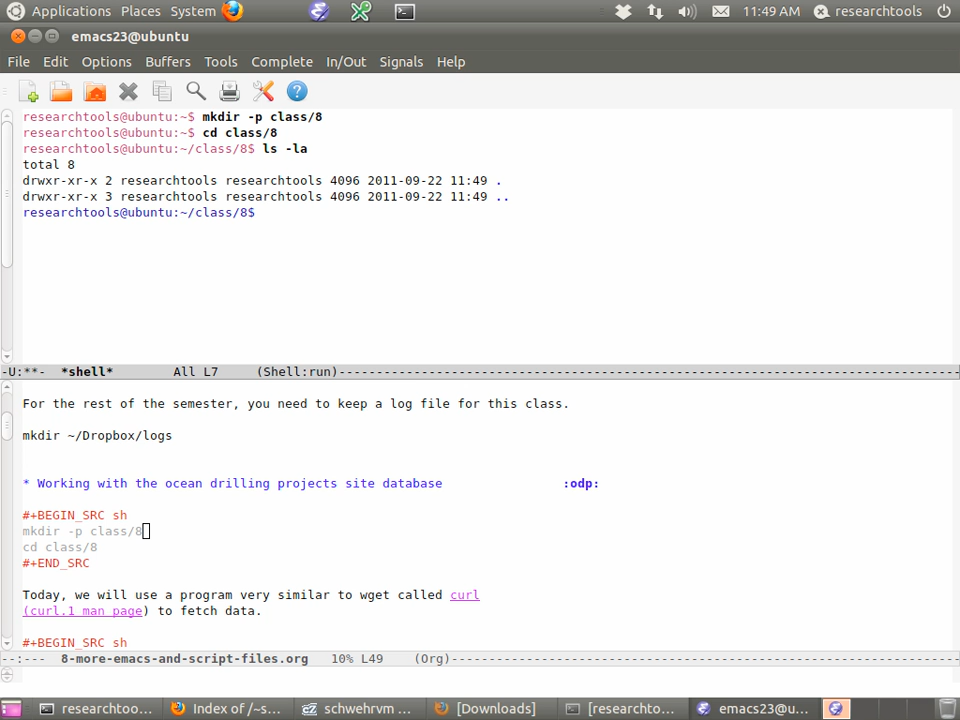 Applications Places System 11:49 AM researchtools
emacs23@ubuntu
File Edit Options Buffers Tools Complete In/Out Signals Help
researchtools@ubuntu:~$ mkdir -p class/8
researchtools@ubuntu:~$ cd class/8
researchtools@ubuntu:~/class/8$ ls -la
total 8
drwxr-xr-x 2 researchtools researchtools 4096 2011-09-22 11:49 .
drwxr-xr-x 3 researchtools researchtools 4096 2011-09-22 11:49 ..
researchtools@ubuntu:~/class/8$
-U:**- *shell* All L7 (Shell:run)-----------------------------------------------------------------------------------
For the rest of the semester, you need to keep a log file for this class.
mkdir ~/Dropbox/logs
* Working with the ocean drilling projects site database :odp:
#+BEGIN_SRC sh
mkdir -p class/8
cd class/8
#+END_SRC
Today, we will use a program very similar to wget called curl
(curl.1 man page) to fetch data.
#+BEGIN_SRC sh
--:--- 8-more-emacs-and-script-files.org 10% L49 (Org)--------------------------------------------------------------------
researchtoo... Index of /~s... schwehrvm ... [Downloads] [researchto... emacs23@u...